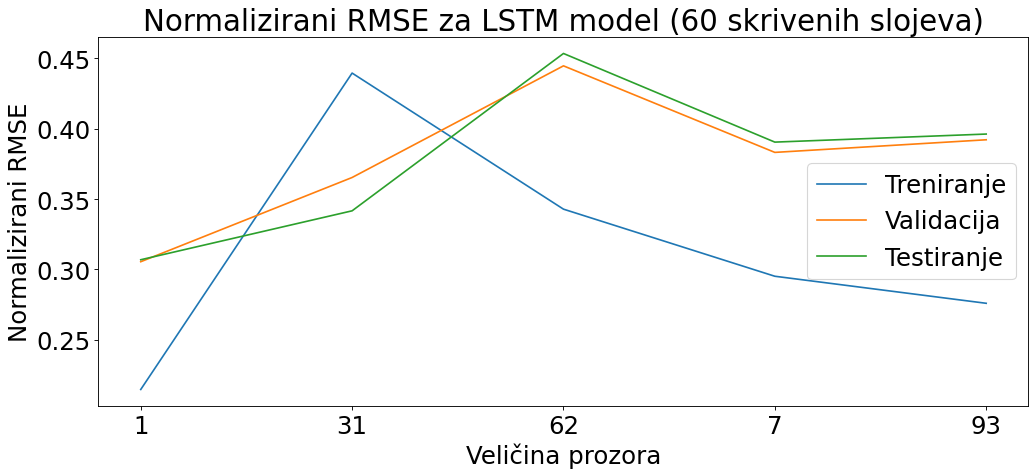 Normalizirani RMSE za LSTM model (60 skrivenih slojeva)
Normalizirani RMSE
0.45
0.40
0.35
0.30
0.25
Treniranje
Validacija
Testiranje
1 31 62 7 93
Veličina prozora